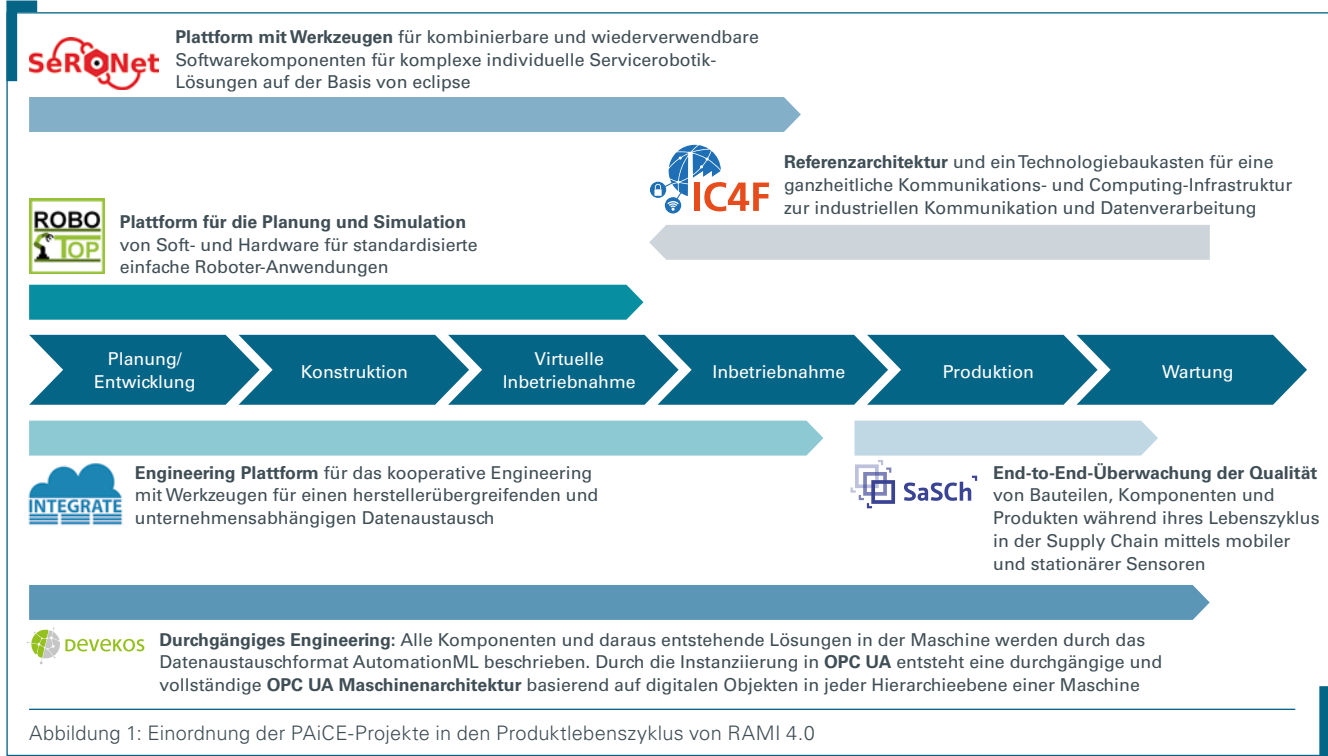 SeRoNet
Plattform mit Werkzeugen für kombinierbare und wiederverwendbare
Softwarekomponenten für komplexe individuelle Servicerobotik-
Lösungen auf der Basis von eclipse
IC4F
Referenzarchitektur und ein Technologiebaukasten für eine
ganzheitliche Kommunikations- und Computing-Infrastruktur
zur industriellen Kommunikation und Datenverarbeitung
ROBO
TOP
Plattform für die Planung und Simulation
von Soft- und Hardware für standardisierte
einfache Roboter-Anwendungen
Planung/
Entwicklung
Konstruktion
Virtuelle
Inbetriebnahme
Inbetriebnahme
Produktion
Wartung
INTEGRATE
Engineering Plattform für das kooperative Engineering
mit Werkzeugen für einen herstellerübergreifenden und
unternehmensabhängigen Datenaustausch
SaSCh
End-to-End-Überwachung der Qualität
von Bauteilen, Komponenten und
Produkten während ihres Lebenszyklus
in der Supply Chain mittels mobiler
und stationärer Sensoren
DEVEKOS
Durchgängiges Engineering: Alle Komponenten und daraus entstehende Lösungen in der Maschine werden durch das
Datenaustauschformat AutomationML beschrieben. Durch die Instanziierung in OPC UA entsteht eine durchgängige und
vollständige OPC UA Maschinenarchitektur basierend auf digitalen Objekten in jeder Hierarchieebene einer Maschine
Abbildung 1: Einordnung der PAiCE-Projekte in den Produktlebenszyklus von RAMI 4.0